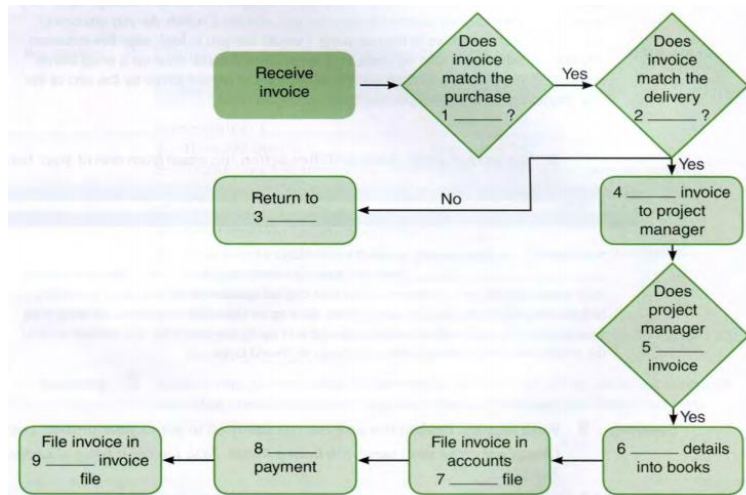 Receive
invoice
Does
invoice
match the
purchase
1 ______ ?
Yes
Does
invoice
match the
delivery
2 ______ ?
Yes
No
Return to
3 ______
4 ______ invoice
to project
manager
Does
project
manager
5 ______
invoice
Yes
6 ______ details
into books
File invoice in
accounts
7 ______ file
8 ______
payment
File invoice in
9 ______ invoice
file